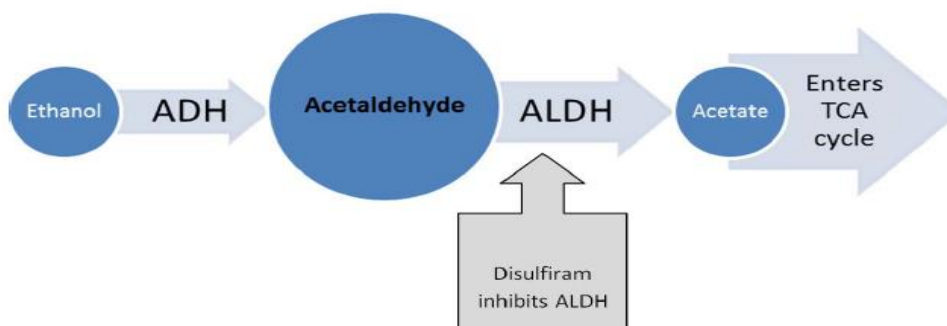 Ethanol
ADH
Acetaldehyde
ALDH
Acetate
Enters
TCA
cycle
Disulfiram
inhibits ALDH